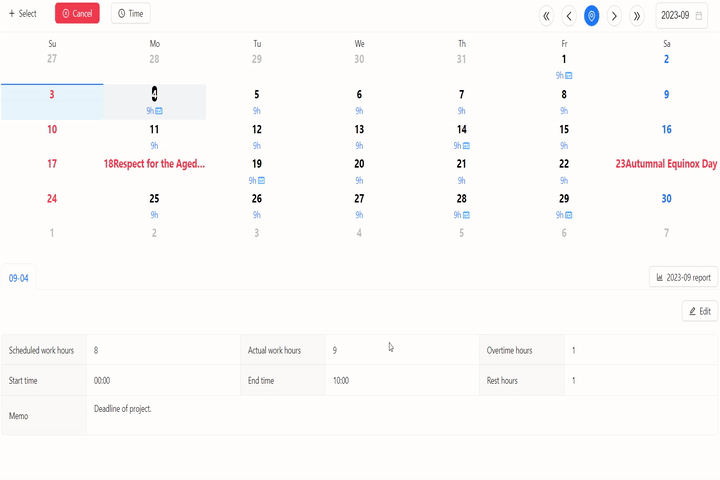 Select Cancel Time 2023-09
Su Mo Tu We Th Fr Sa
27 28 29 30 31 1 2
9h
3 4 5 6 7 8 9
9h 9h 9h 9h 9h
10 11 12 13 14 15 16
9h 9h 9h 9h 9h
17 18Respect for the Aged... 19 20 21 22 23Autumnal Equinox Day
9h 9h 9h 9h
24 25 26 27 28 29 30
9h 9h 9h 9h 9h
1 2 3 4 5 6 7
09-04 2023-09 report
Edit
Scheduled work hours 8 Actual work hours 9 Overtime hours 1
Start time 00:00 End time 10:00 Rest hours 1
Memo Deadline of project.